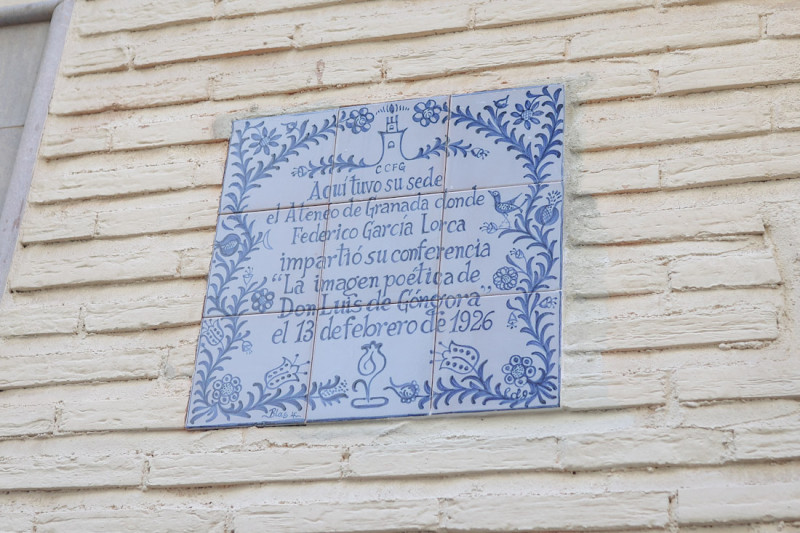 CCFG
Aquí tuvo su sede
el Ateneo de Granada donde
Federico García Lorca
impartió su conferencia
"La imagen poética de
Don Luis de Góngora
el 13 de febrero de 1926